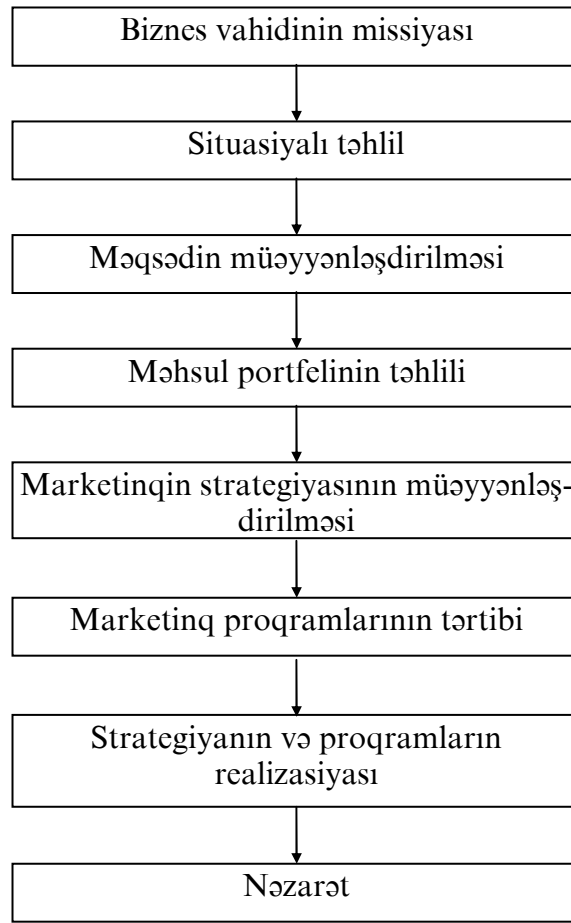 Biznes vahidinin missiyası
Situasiyalı təhlil
Məqsədin müəyyənləşdirilməsi
Məhsul portfelinin təhlili
Marketinqin strategiyasının müəyyənləş-
dirilməsi
Marketinq proqramlarının tərtibi
Strategiyanın və proqramların
realizasiyası
Nəzarət